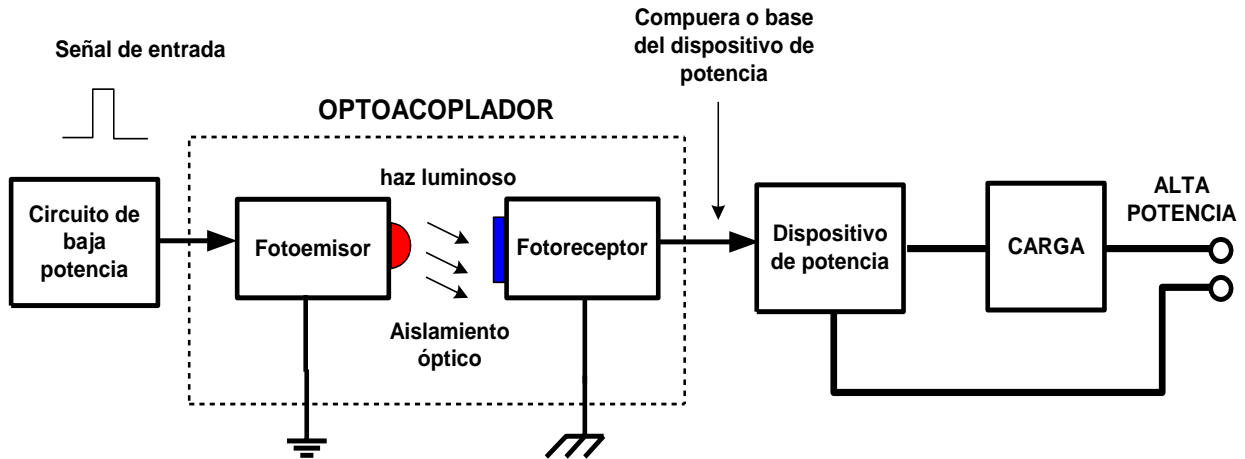 Señal de entrada
Compuera o base
del dispositivo de
potencia
OPTOACOPLADOR
Circuito de
baja
potencia
Fotoemisor
haz luminoso
Aislamiento
óptico
Fotoreceptor
Dispositivo
de potencia
CARGA
ALTA
POTENCIA